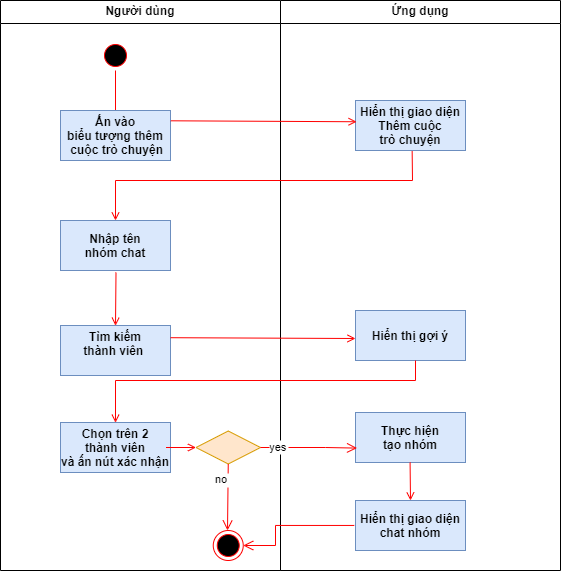 Người dùng
Ứng dụng
Ấn vào
biểu tượng thêm
cuộc trò chuyện
Hiển thị giao diện
Thêm cuộc
trò chuyện
Nhập tên
nhóm chat
Tìm kiếm
thành viên
Hiển thị gợi ý
Chọn trên 2
thành viên
và ấn nút xác nhận
yes
no
Thực hiện
tạo nhóm
Hiển thị giao diện
chat nhóm